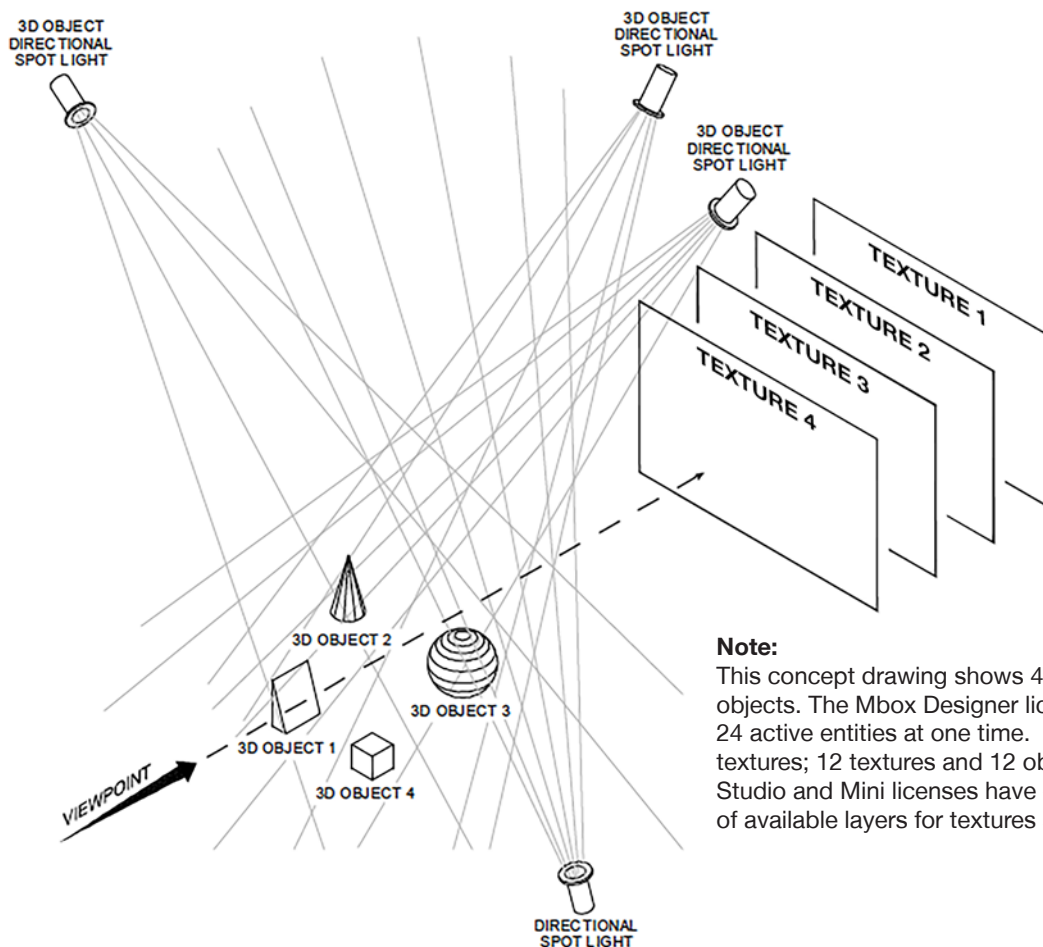 3D OBJECT
DIRECTIONAL
SPOT LIGHT
3D OBJECT
DIRECTIONAL
SPOT LIGHT
3D OBJECT
DIRECTIONAL
SPOT LIGHT
TEXTURE 1
TEXTURE 2
TEXTURE 3
TEXTURE 4
3D OBJECT 2
3D OBJECT 3
3D OBJECT 1
3D OBJECT 4
VIEWPOINT
Note:
This concept drawing shows 4
objects. The Mbox Designer lic
24 active entities at one time.
textures; 12 textures and 12 ob
Studio and Mini licenses have
of available layers for textures
DIRECTIONAL
SPOT LIGHT